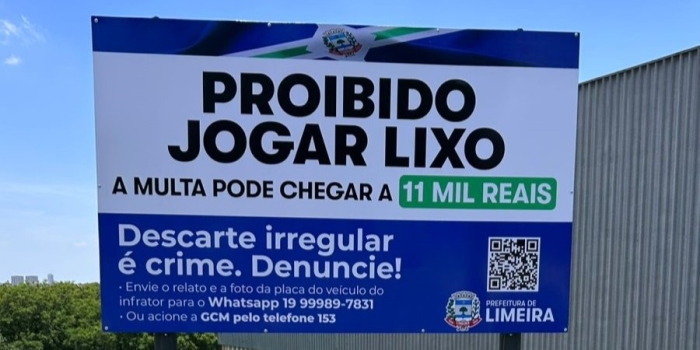 PROIBIDO
JOGAR LIXO
A MULTA PODE CHEGAR A 11 MIL REAIS
Descarte irregular
é crime. Denuncie!
• Envie o relato e a foto da placa do veículo do
infrator para o Whatsapp 19 99989-7831
• Ou acione a GCM pelo telefone 153
PREFEITURA DE
LIMEIRA